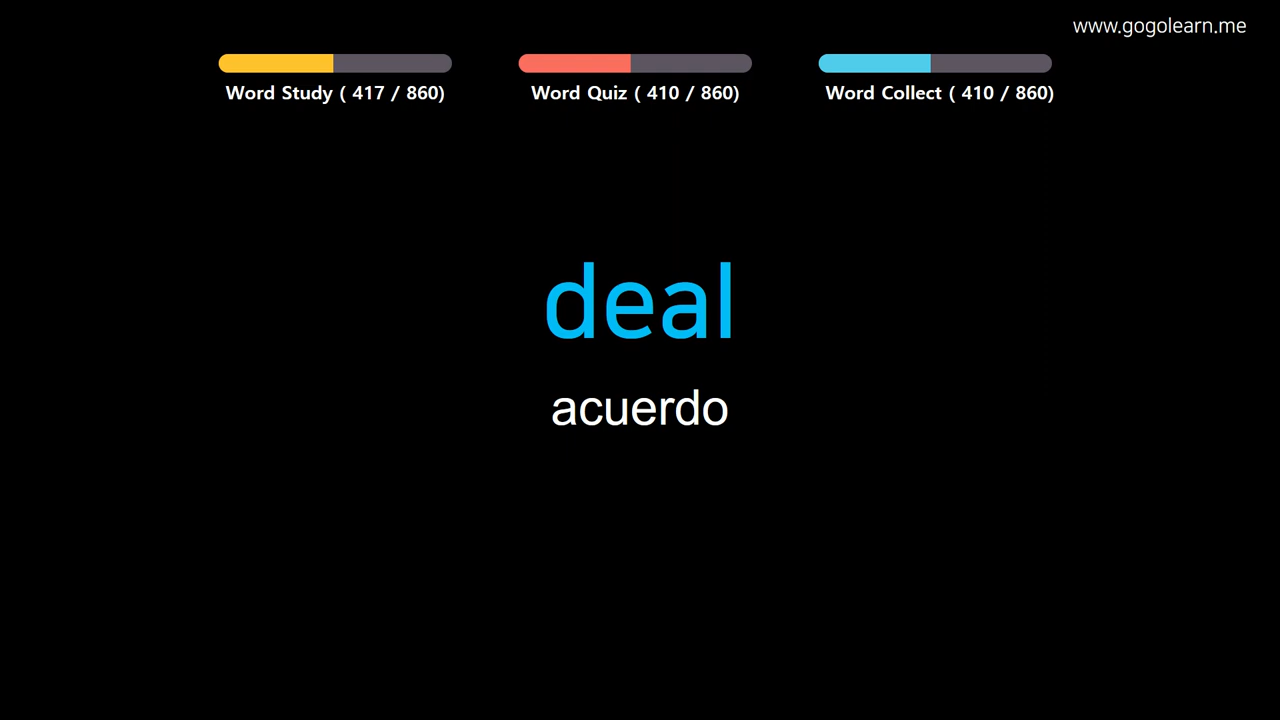 www.gogolearn.me
Word Study ( 417 / 860)
Word Quiz ( 410 / 860)
Word Collect ( 410 / 860)
deal
acuerdo